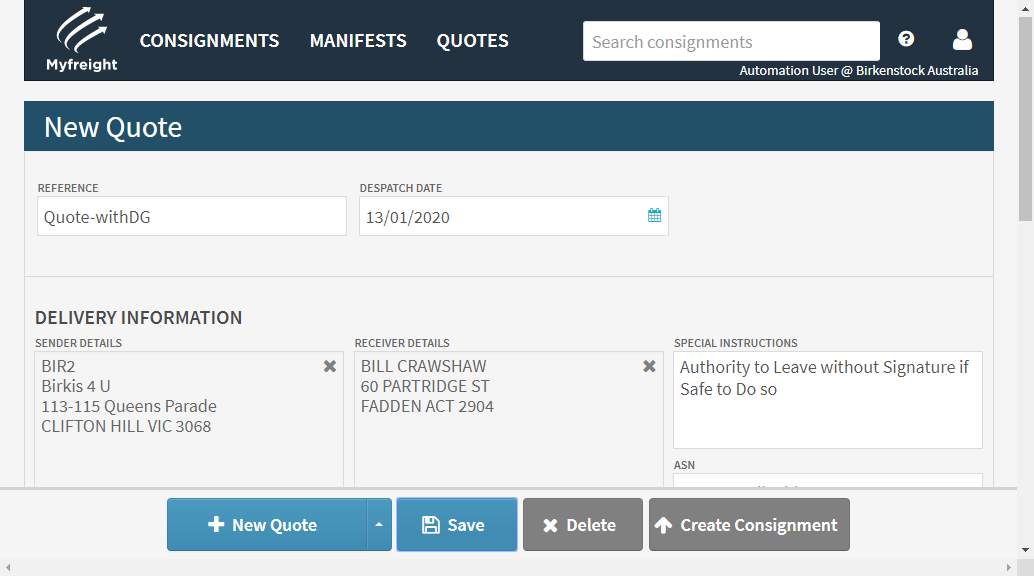 Myfreight
CONSIGNMENTS MANIFESTS QUOTES
Search consignments
Automation User @ Birkenstock Australia
New Quote
REFERENCE
Quote-withDG
DESPATCH DATE
13/01/2020
DELIVERY INFORMATION
SENDER DETAILS
BIR2
Birkis 4 U
113-115 Queens Parade
CLIFTON HILL VIC 3068
RECEIVER DETAILS
BILL CRAWSHAW
60 PARTRIDGE ST
FADDEN ACT 2904
SPECIAL INSTRUCTIONS
Authority to Leave without Signature if
Safe to Do so
ASN
New Quote
Save
Delete
Create Consignment